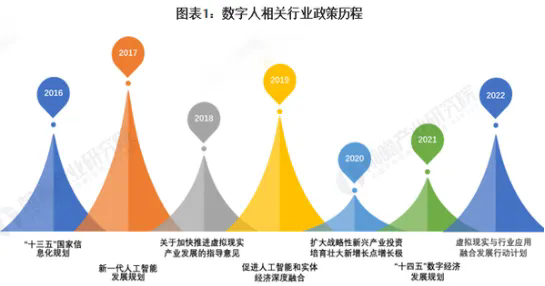 图表1：数字人相关行业政策历程
2016
2017
2018
2019
2020
2021
2022
"十三五"国家信
息化规划
新一代人工智能
发展规划
关于加快推进虚拟现实
产业发展的指导意见
促进人工智能和实体
经济深度融合
扩大战略性新兴产业投资
培育壮大新增长点增长极
"十四五"数字经济
发展规划
虚拟现实与行业应用
融合发展行动计划